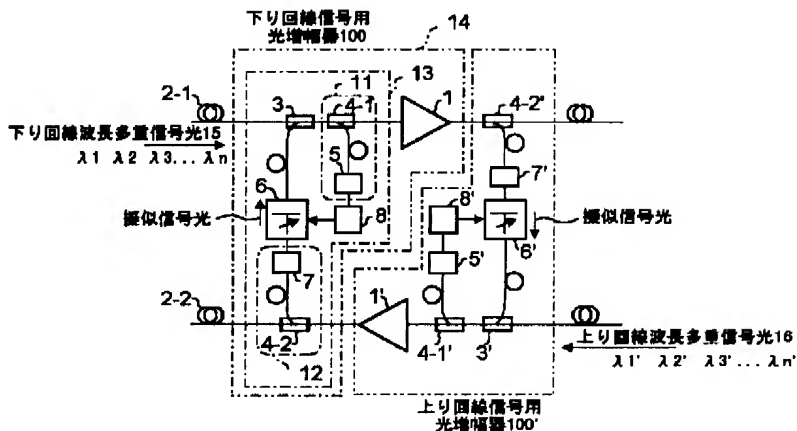 下り回線信号用
光増幅器100
14
13
11
2-1
3
4-1
1
4-2'
下り回線波長多重信号光15
λ1 λ2 λ3...λn
5
7'
6
8
8'
擬似信号光
擬似信号光
6'
7
5'
2-2
1'
4-2
4-1'
3'
12
上り回線波長多重信号光16
λ1' λ2' λ3'...λn'
上り回線信号用
光増幅器100'